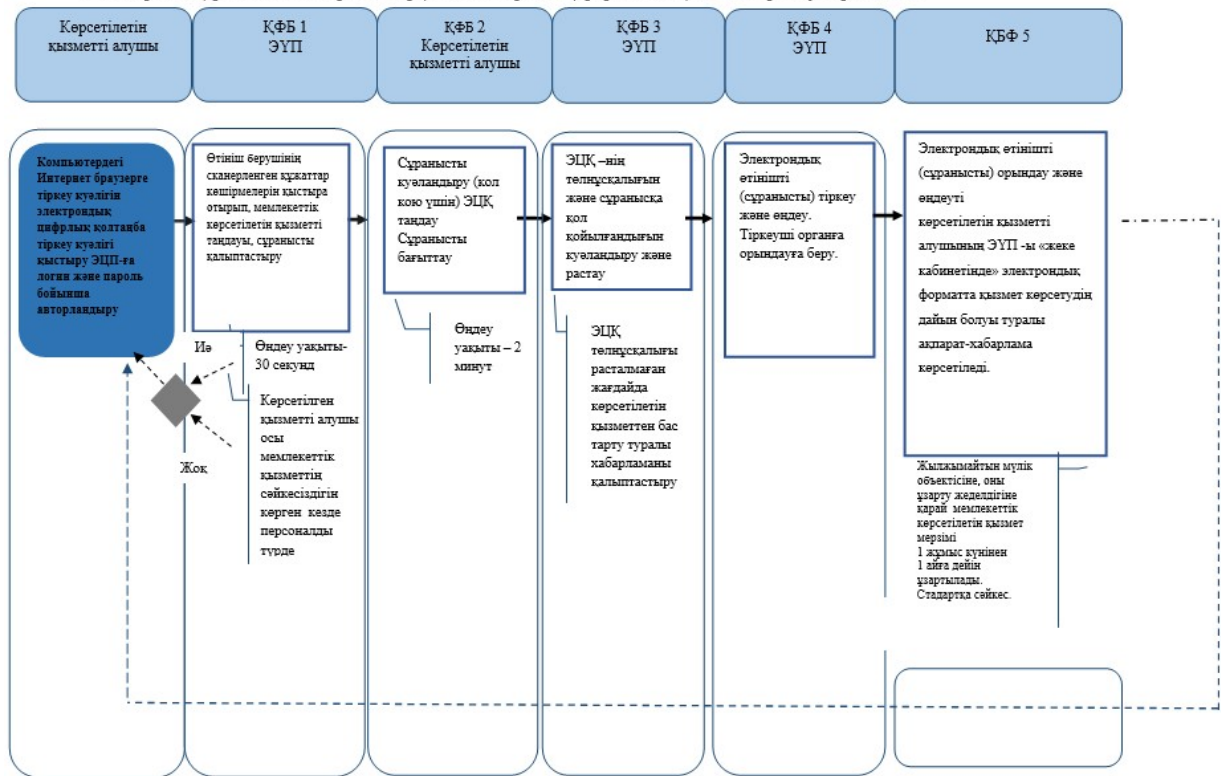 Көрсетілетін
қызметті алушы
ҚФБ 1
ЭҮП
ҚФБ 2
Көрсетілетін
қызметті алушы
ҚФБ 3
ЭҮП
ҚФБ 4
ЭҮП
ҚБФ 5
Компьютердегі
Интернет браузерге
тіркеу куәлігін
электрондық
цифрлық қолтаңба
тіркеу куәлігі
қыстыру ЭЦП-ға
логин және пароль
бойынша
авторландыру
Өтініш берушінің
сканерленген құжаттар
көшірмелерін қыстыра
отырып, мемлекеттік
көрсетілетін қызметті
таңдауы, сұранысты
қалыптастыру
Сұранысты
куәландыру (қол
кою үшін) ЭЦҚ
таңдау
Сұранысты
бағыттау
ЭЦҚ –нің
төлнұсқалығын
және сұранысқа
қол
қойылғандығын
куәландыру және
растау
Электрондық
өтінішті
(сұранысты) тіркеу
және өңдеу.
Тіркеуші органға
орындауға беру.
Электрондық өтінішті
(сұранысты) орындау және
өңдеуті
көрсетілетін қызметті
алушының ЭҮП -ы «жеке
кабинетінде» электрондық
форматта қызмет көрсетудің
дайын болуы туралы
ақпарат-хабарлама
көрсетіледі.
Иә
Өңдеу уақыты-
30 секунд
Жоқ
Көрсетілген
қызметті алушы
осы
мемлекеттік
қызметтің
сәйкесіздігін
көрген кезде
персоналды
түрде
Өңдеу
уақыты – 2
минут
ЭЦҚ
төлнұсқалығы
расталмаған
жағдайда
көрсетілетін
қызметтен бас
тарту туралы
хабарламаны
қалыптастыру
Жылжымайтын мүлік
объектісіне, оны
ұзарту жеделдігіне
қарай мемлекеттік
көрсетілетін қызмет
мерзімі
1 жұмыс күнінен
1 айға дейін
ұзартылады.
Стадартқа сәйкес.